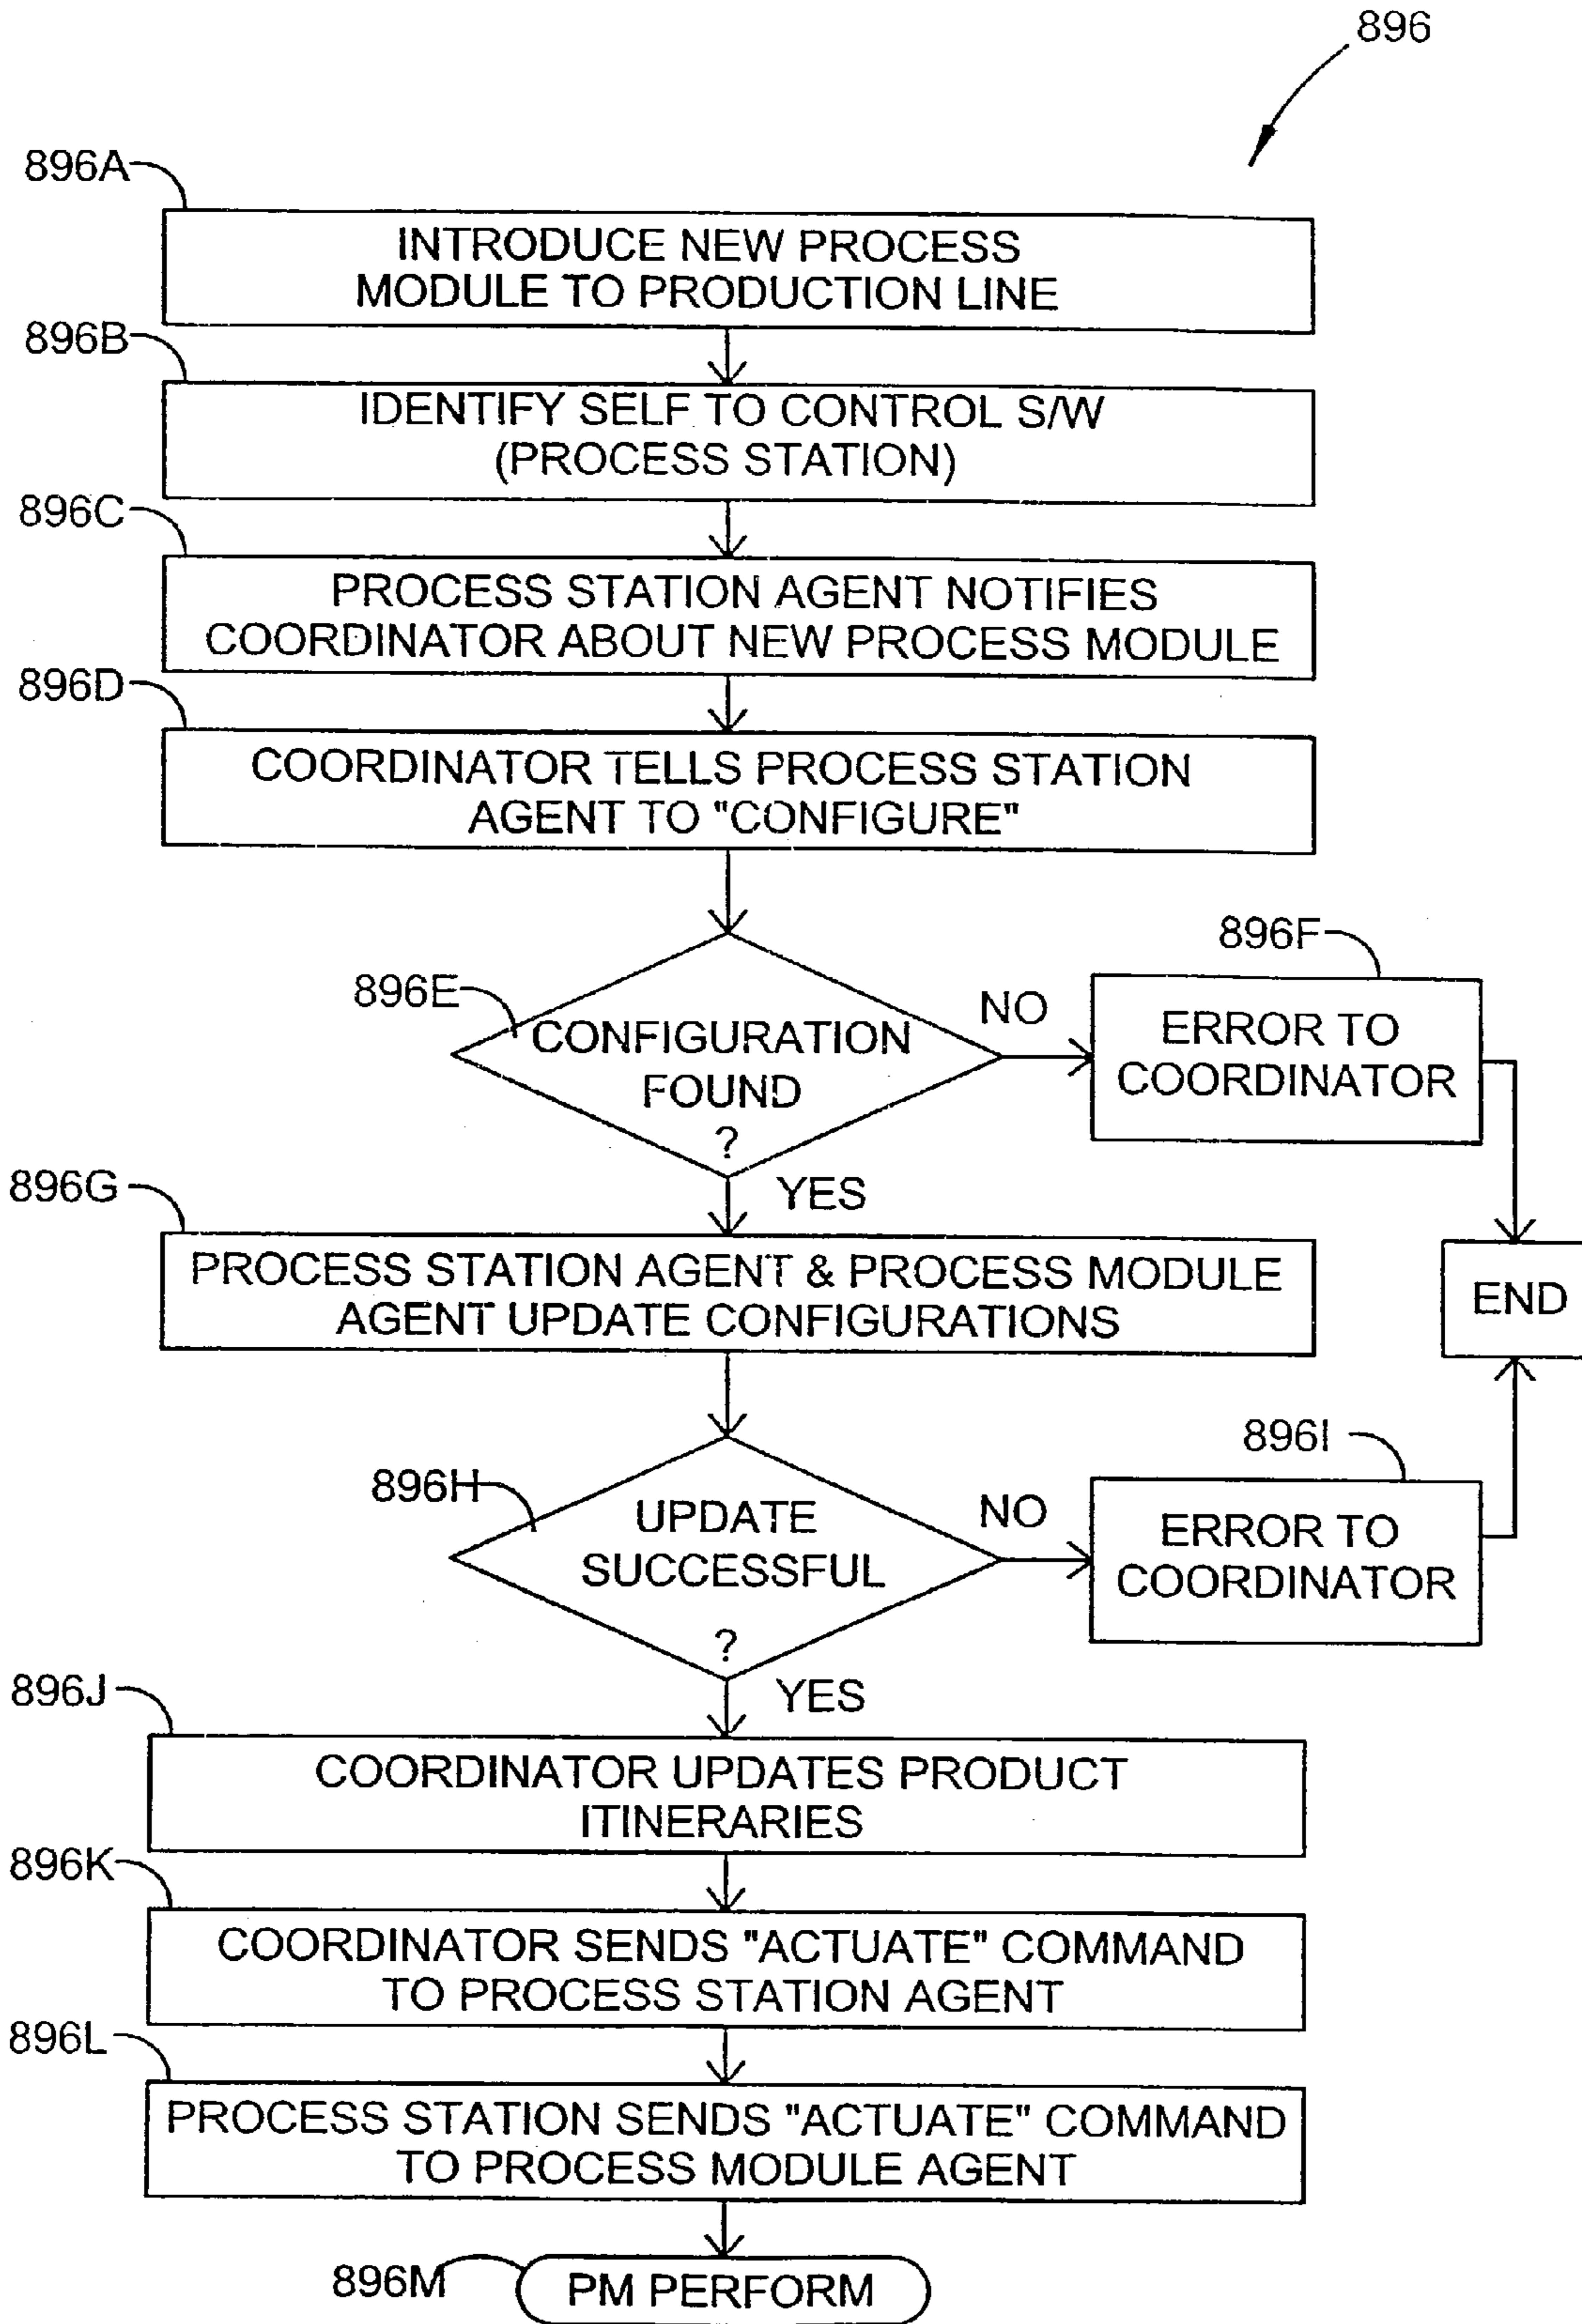 896
896A
INTRODUCE NEW PROCESS
MODULE TO PRODUCTION LINE
896B
IDENTIFY SELF TO CONTROL S/W
(PROCESS STATION)
896C
PROCESS STATION AGENT NOTIFIES
COORDINATOR ABOUT NEW PROCESS MODULE
896D
COORDINATOR TELLS PROCESS STATION
AGENT TO "CONFIGURE"
896E
CONFIGURATION
FOUND
?
NO
896F
ERROR TO
COORDINATOR
YES
END
896G
PROCESS STATION AGENT & PROCESS MODULE
AGENT UPDATE CONFIGURATIONS
896H
UPDATE
SUCCESSFUL
?
NO
896I
ERROR TO
COORDINATOR
YES
896J
COORDINATOR UPDATES PRODUCT
ITINERARIES
896K
COORDINATOR SENDS "ACTUATE" COMMAND
TO PROCESS STATION AGENT
896L
PROCESS STATION SENDS "ACTUATE" COMMAND
TO PROCESS MODULE AGENT
896M
PM PERFORM